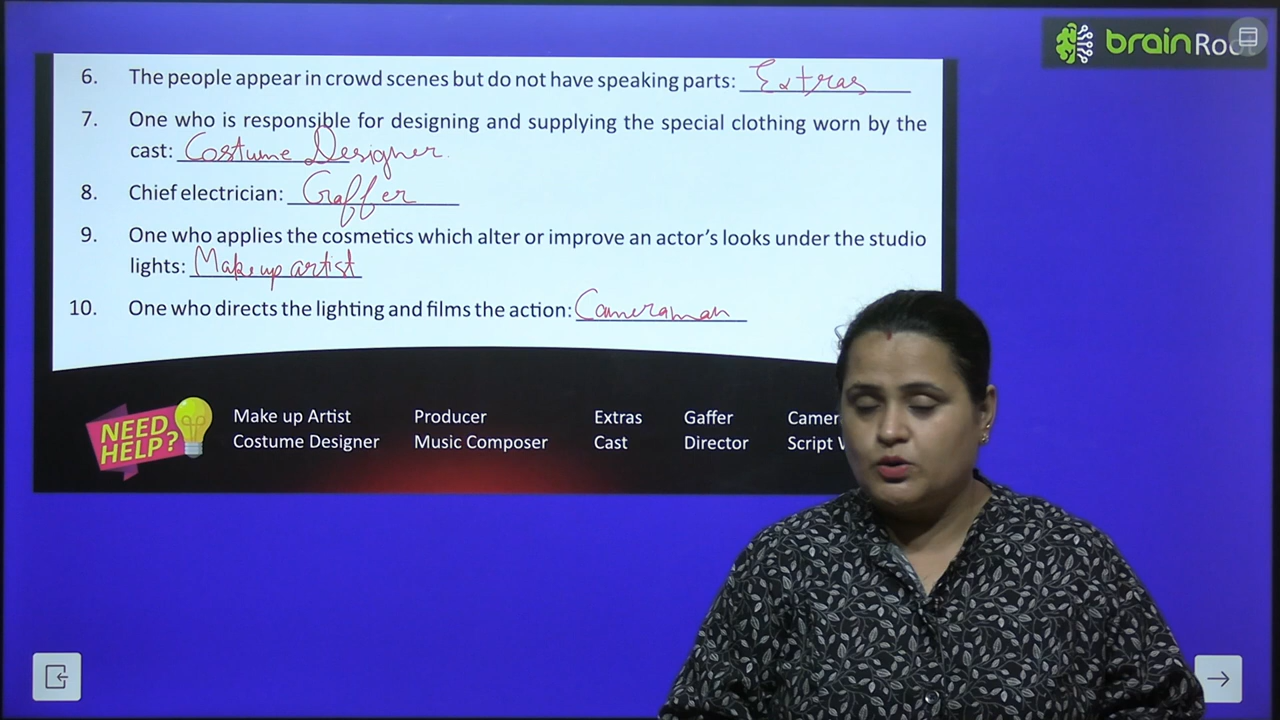 brainRoo
6. The people appear in crowd scenes but do not have speaking parts: Extras
7. One who is responsible for designing and supplying the special clothing worn by the
cast: Costume Designer.
8. Chief electrician: Gaffer
9. One who applies the cosmetics which alter or improve an actor's looks under the studio
lights: Makeup artist
10. One who directs the lighting and films the action: Cameraman
NEED HELP?
Make up Artist Producer Extras Gaffer Camer
Costume Designer Music Composer Cast Director Script